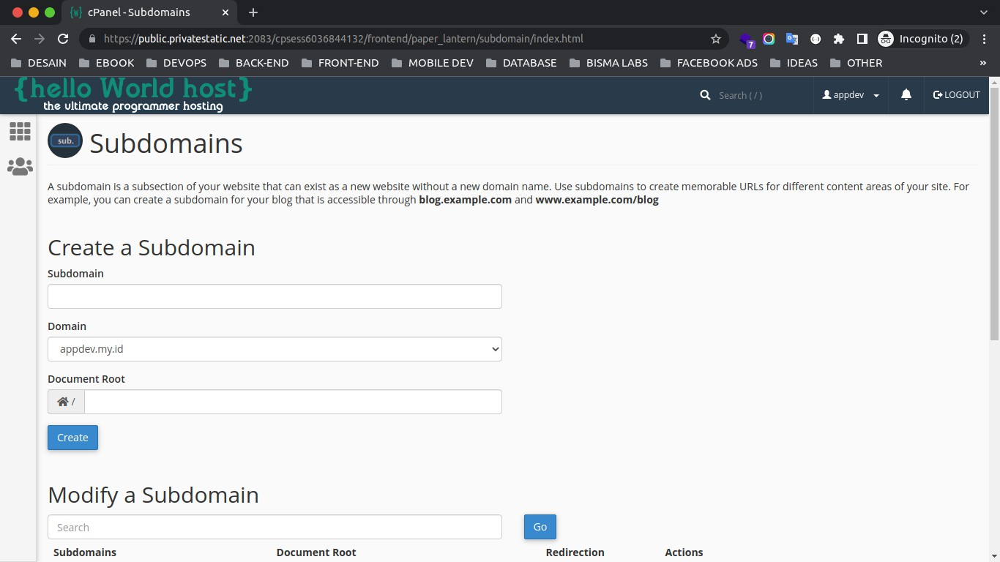 {w} cPanel - Subdomains
https://public.privatestatic.net:2083/cpsess6036844132/frontend/paper_lantern/subdomain/index.html
7
Incognito (2)
DESAIN EBOOK DEVOPS BACK-END FRONT-END MOBILE DEV DATABASE BISMA LABS FACEBOOK ADS IDEAS OTHER »
{hello World host}
the ultimate programmer hosting
Search ( / )
appdev
LOGOUT
sub.
Subdomains
A subdomain is a subsection of your website that can exist as a new website without a new domain name. Use subdomains to create memorable URLs for different content areas of your site. For
example, you can create a subdomain for your blog that is accessible through blog.example.com and www.example.com/blog
Create a Subdomain
Subdomain
Domain
appdev.my.id
Document Root
/
Create
Modify a Subdomain
Search
Go
Subdomains Document Root Redirection Actions